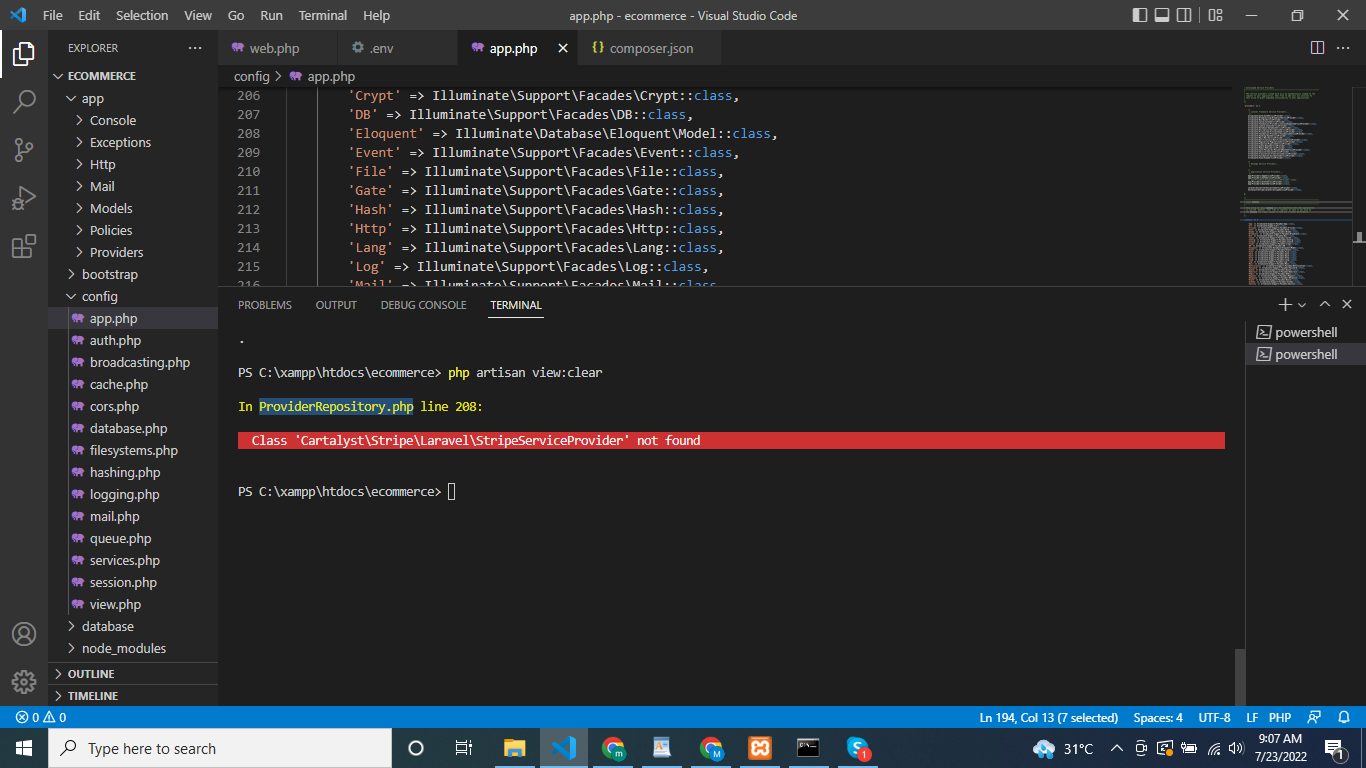 File Edit Selection View Go Run Terminal Help
app.php - ecommerce - Visual Studio Code
EXPLORER
ECOMMERCE
app
Console
Exceptions
Http
Mail
Models
Policies
Providers
bootstrap
config
app.php
auth.php
broadcasting.php
cache.php
cors.php
database.php
filesystems.php
hashing.php
logging.php
mail.php
queue.php
services.php
session.php
view.php
database
node_modules
OUTLINE
TIMELINE
web.php .env app.php {} composer.json
config > app.php
206 'Crypt' => Illuminate\Support\Facades\Crypt::class,
207 'DB' => Illuminate\Support\Facades\DB::class,
208 'Eloquent' => Illuminate\Database\Eloquent\Model::class,
209 'Event' => Illuminate\Support\Facades\Event::class,
210 'File' => Illuminate\Support\Facades\File::class,
211 'Gate' => Illuminate\Support\Facades\Gate::class,
212 'Hash' => Illuminate\Support\Facades\Hash::class,
213 'Http' => Illuminate\Support\Facades\Http::class,
214 'Lang' => Illuminate\Support\Facades\Lang::class,
215 'Log' => Illuminate\Support\Facades\Log::class,
216 'Mail' => Illuminate\Support\Facades\Mail::class,
PROBLEMS OUTPUT DEBUG CONSOLE TERMINAL
.
PS C:\xampp\htdocs\ecommerce> php artisan view:clear
In ProviderRepository.php line 208:
Class 'Cartalyst\Stripe\Laravel\StripeServiceProvider' not found
PS C:\xampp\htdocs\ecommerce>
powershell
powershell
0 0
Ln 194, Col 13 (7 selected) Spaces: 4 UTF-8 LF PHP
Type here to search
m
M
1
31°C
9:07 AM
7/23/2022
1